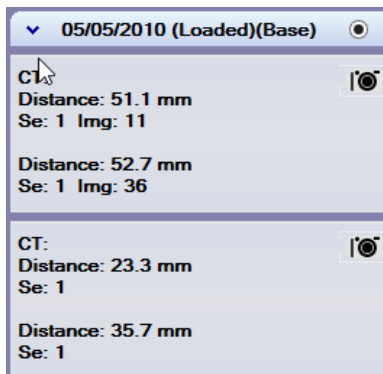 05/05/2010 (Loaded)(Base)
CT:
Distance: 51.1 mm
Se: 1 Img: 11
Distance: 52.7 mm
Se: 1 Img: 36
CT:
Distance: 23.3 mm
Se: 1
Distance: 35.7 mm
Se: 1